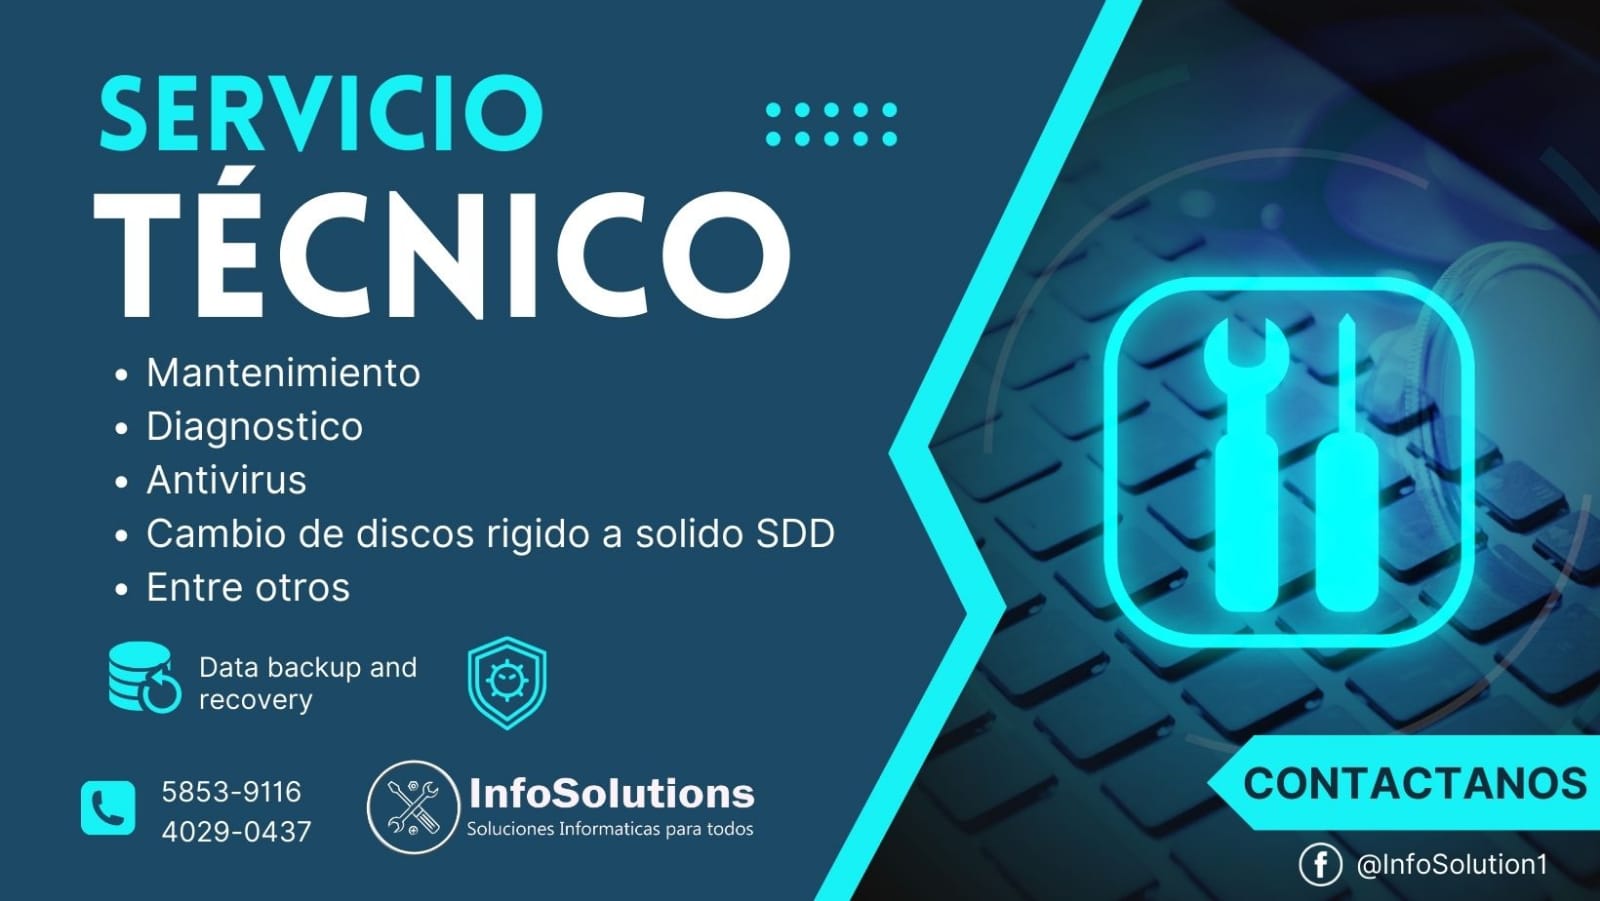 SERVICIO
TÉCNICO
• Mantenimiento
• Diagnostico
• Antivirus
• Cambio de discos rigido a solido SDD
• Entre otros
Data backup and
recovery
5853-9116
4029-0437
InfoSolutions
Soluciones Informaticas para todos
CONTACTANOS
@InfoSolution1